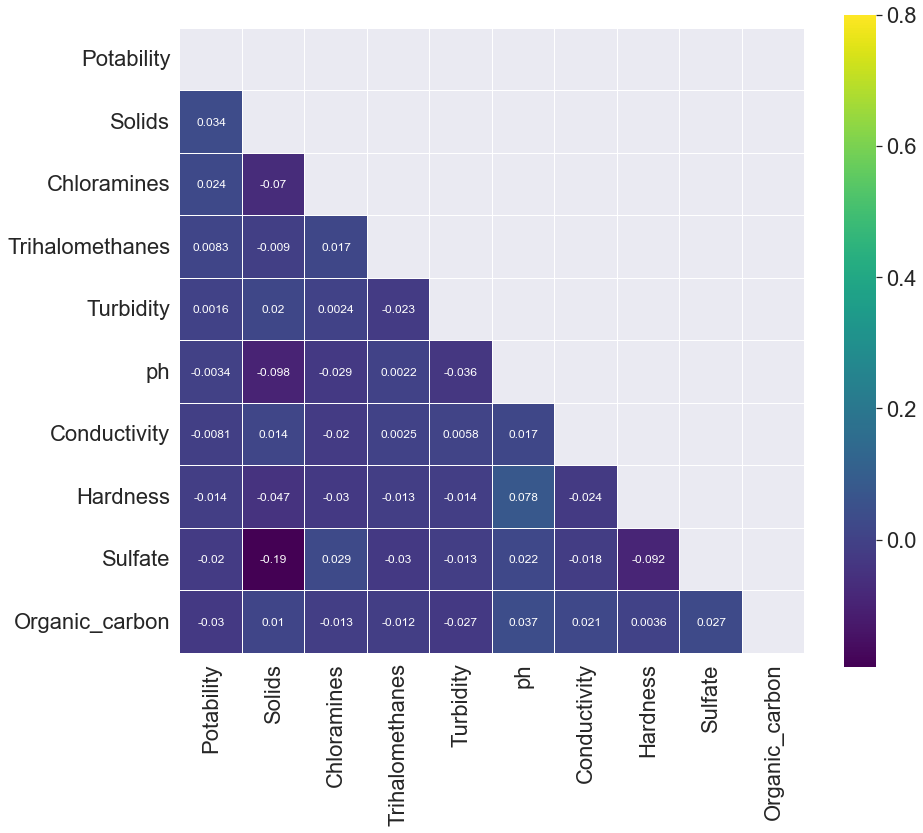 0.8
Potability
Solids 0.034
0.6
Chloramines 0.024 -0.07
Trihalomethanes 0.0083 -0.009 0.017
Turbidity 0.0016 0.02 0.0024 -0.023
0.4
ph -0.0034 -0.098 -0.029 0.0022 -0.036
0.2
Conductivity -0.0081 0.014 -0.02 0.0025 0.0058 0.017
Hardness -0.014 -0.047 -0.03 -0.013 -0.014 0.078 -0.024
0.0
Sulfate -0.02 -0.19 0.029 -0.03 -0.013 0.022 -0.018 -0.092
Organic_carbon -0.03 0.01 -0.013 -0.012 -0.027 0.037 0.021 0.0036 0.027
Potability
Solids
Chloramines
Trihalomethanes
Turbidity
ph
Conductivity
Hardness
Sulfate
Organic_carbon